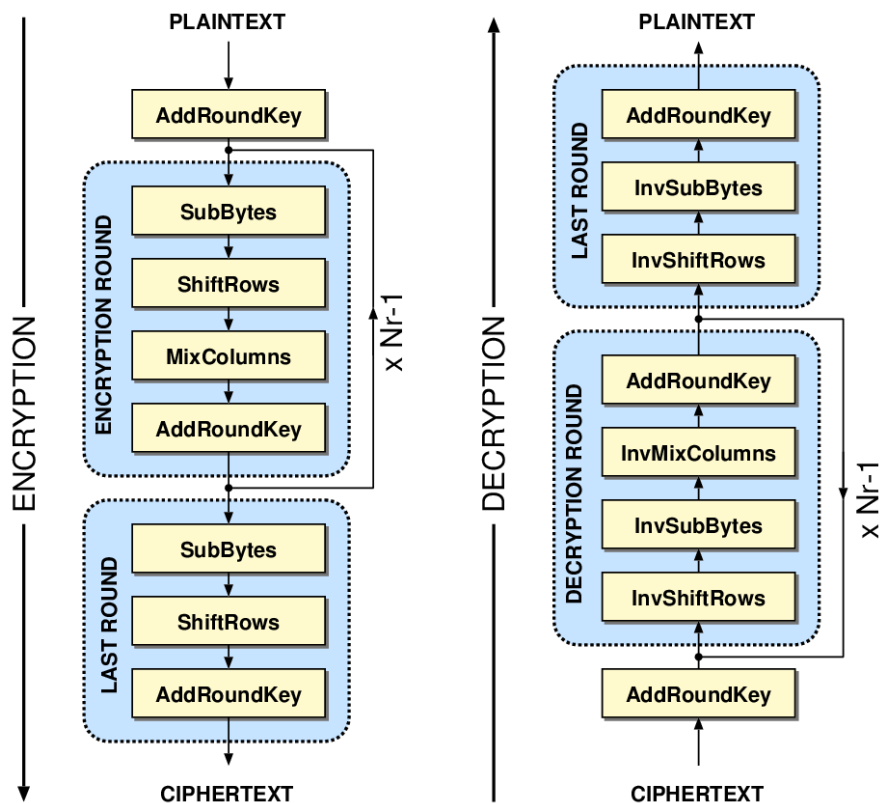 ENCRYPTION
PLAINTEXT
AddRoundKey
ENCRYPTION ROUND
SubBytes
ShiftRows
MixColumns
AddRoundKey
x Nr-1
LAST ROUND
SubBytes
ShiftRows
AddRoundKey
CIPHERTEXT
DECRYPTION
PLAINTEXT
LAST ROUND
AddRoundKey
InvSubBytes
InvShiftRows
DECRYPTION ROUND
AddRoundKey
InvMixColumns
InvSubBytes
InvShiftRows
x Nr-1
AddRoundKey
CIPHERTEXT